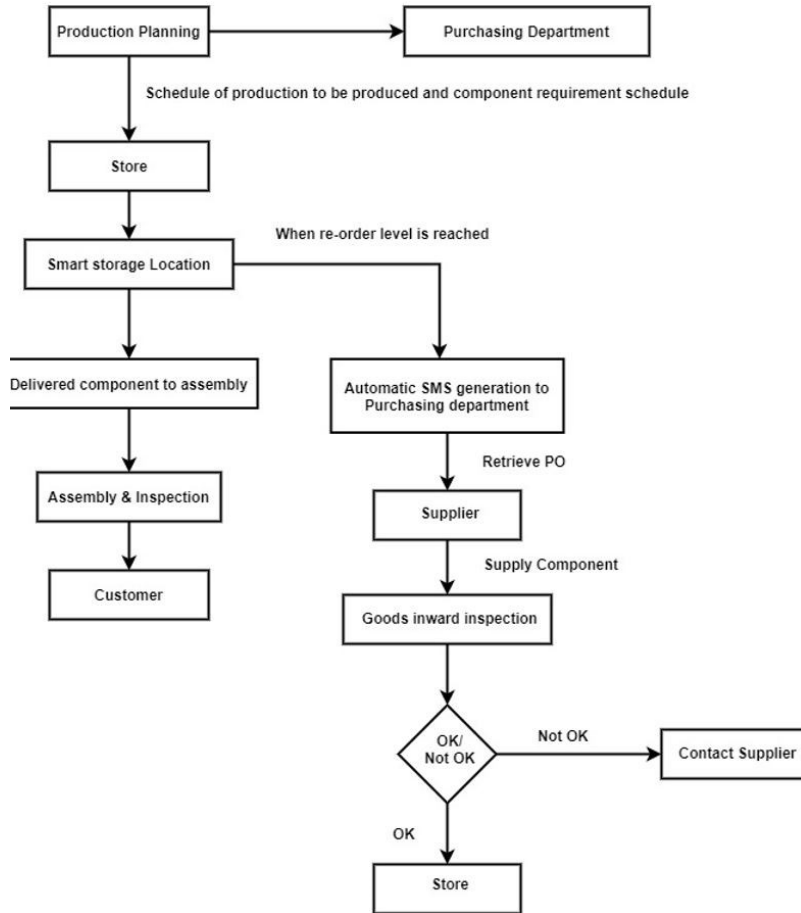 Production Planning
Purchasing Department
Schedule of production to be produced and component requirement schedule
Store
When re-order level is reached
Smart storage Location
Delivered component to assembly
Automatic SMS generation to
Purchasing department
Retrieve PO
Assembly & Inspection
Supplier
Supply Component
Customer
Goods inward inspection
OK/
Not OK
Not OK
Contact Supplier
OK
Store